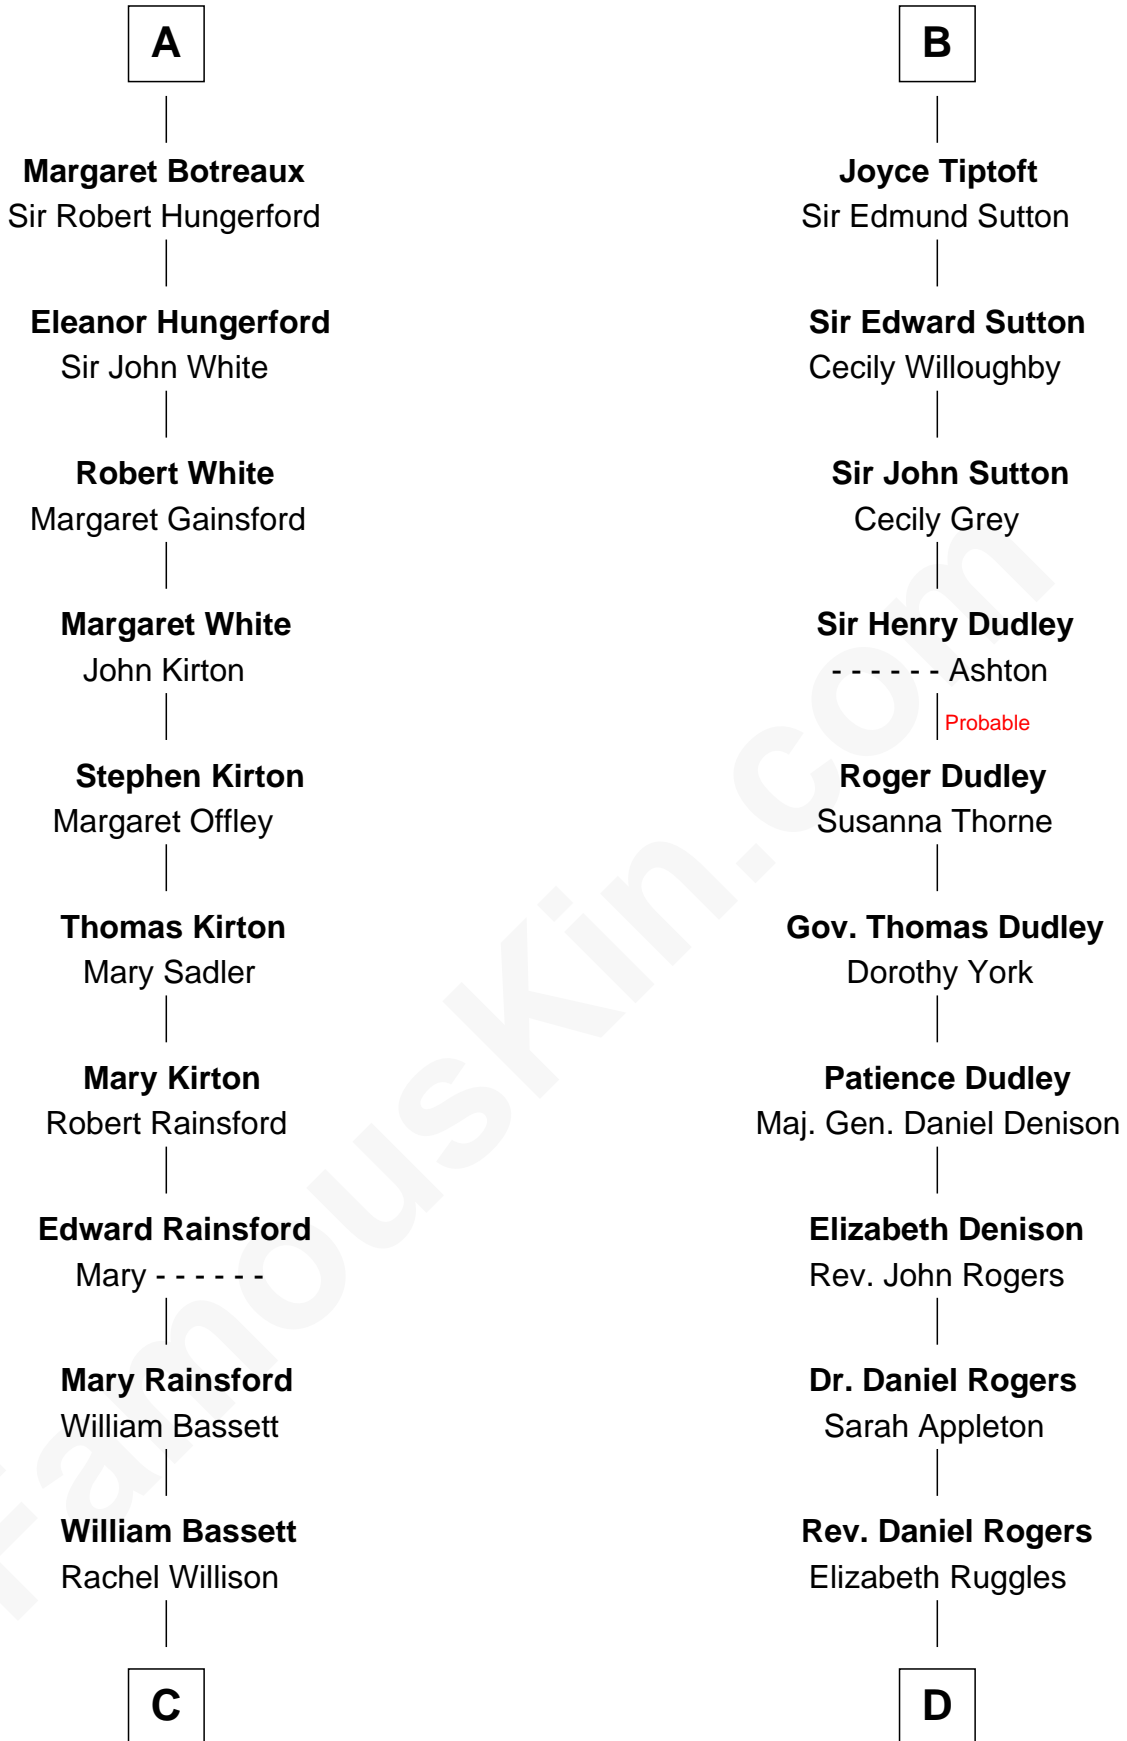 A
Margaret Botreaux
Sir Robert Hungerford
Eleanor Hungerford
Sir John White
Robert White
Margaret Gainsford
Margaret White
John Kirton
Stephen Kirton
Margaret Offley
Thomas Kirton
Mary Sadler
Mary Kirton
Robert Rainsford
Edward Rainsford
Mary - - - - - -
Mary Rainsford
William Bassett
William Bassett
Rachel Willison
C
B
Joyce Tiptoft
Sir Edmund Sutton
Sir Edward Sutton
Cecily Willoughby
Sir John Sutton
Cecily Grey
Sir Henry Dudley
- - - - - - Ashton
Probable
Roger Dudley
Susanna Thorne
Gov. Thomas Dudley
Dorothy York
Patience Dudley
Maj. Gen. Daniel Denison
Elizabeth Denison
Rev. John Rogers
Dr. Daniel Rogers
Sarah Appleton
Rev. Daniel Rogers
Elizabeth Ruggles
D
FamousKin.com